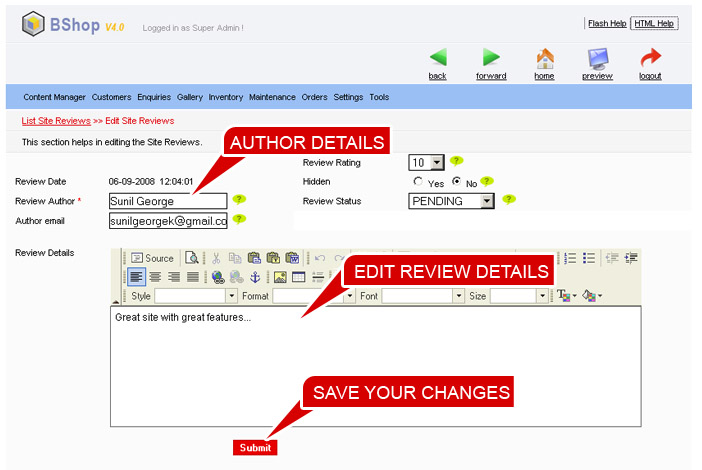 BShop V4.0
Logged in as Super Admin !
Flash Help
HTML Help
back forward home preview logout
Content Manager Customers Enquiries Gallery Inventory Maintenance Orders Settings Tools
List Site Reviews >> Edit Site Reviews
This section helps in editing the Site Reviews.
AUTHOR DETAILS
Review Rating 10 ?
Review Date 06-09-2008 12:04:01
Hidden Yes No ?
Review Author * Sunil George ?
Review Status PENDING ?
Author email sunilgeorgek@gmail.co ?
Review Details
Source
EDIT REVIEW DETAILS
Style Format Font Size
Great site with great features...
SAVE YOUR CHANGES
Submit